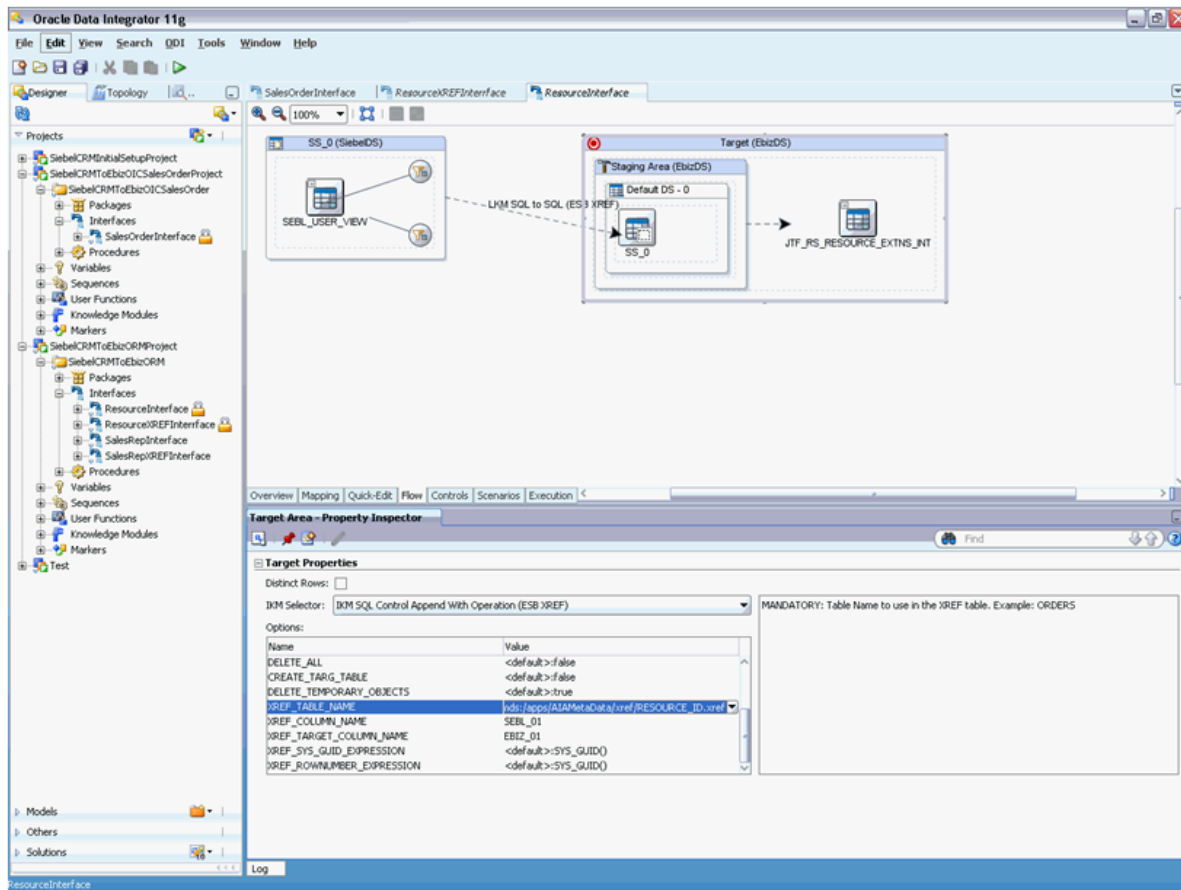 Oracle Data Integrator 11g
File Edit View Search ODI Tools Window Help
Designer Topology
SalesOrderInterface ResourceXREFInterrface ResourceInterface
100%
Projects
SiebelCRMInitialSetupProject
SiebelCRMToEbizOICSalesOrderProject
SiebelCRMToEbizOICSalesOrder
Packages
Interfaces
SalesOrderInterface
Procedures
Variables
Sequences
User Functions
Knowledge Modules
Markers
SiebelCRMToEbizORMProject
SiebelCRMToEbizORM
Packages
Interfaces
ResourceInterface
ResourceXREFInterrface
SalesRepInterface
SalesRepXREFInterface
Procedures
Variables
Sequences
User Functions
Knowledge Modules
Markers
Test
Models
Others
Solutions
SS_0 (SiebelDS)
SEBL_USER_VIEW
LKM SQL to SQL (ESB XREF)
Target (EbizDS)
Staging Area (EbizDS)
Default DS - 0
SS_0
JTF_RS_RESOURCE_EXTNS_INT
Overview Mapping Quick-Edit Flow Controls Scenarios Execution
Target Area - Property Inspector
Find
Target Properties
Distinct Rows:
IKM Selector: IKM SQL Control Append With Operation (ESB XREF)
MANDATORY: Table Name to use in the XREF table. Example: ORDERS
Options:
Name Value
DELETE_ALL <default>:false
CREATE_TARG_TABLE <default>:false
DELETE_TEMPORARY_OBJECTS <default>:true
XREF_TABLE_NAME nds:/apps/AIAMetaData/xref/RESOURCE_ID.xref
XREF_COLUMN_NAME SEBL_01
XREF_TARGET_COLUMN_NAME EBIZ_01
XREF_SYS_GUID_EXPRESSION <default>:SYS_GUID()
XREF_ROWNUMBER_EXPRESSION <default>:SYS_GUID()
Log
ResourceInterface